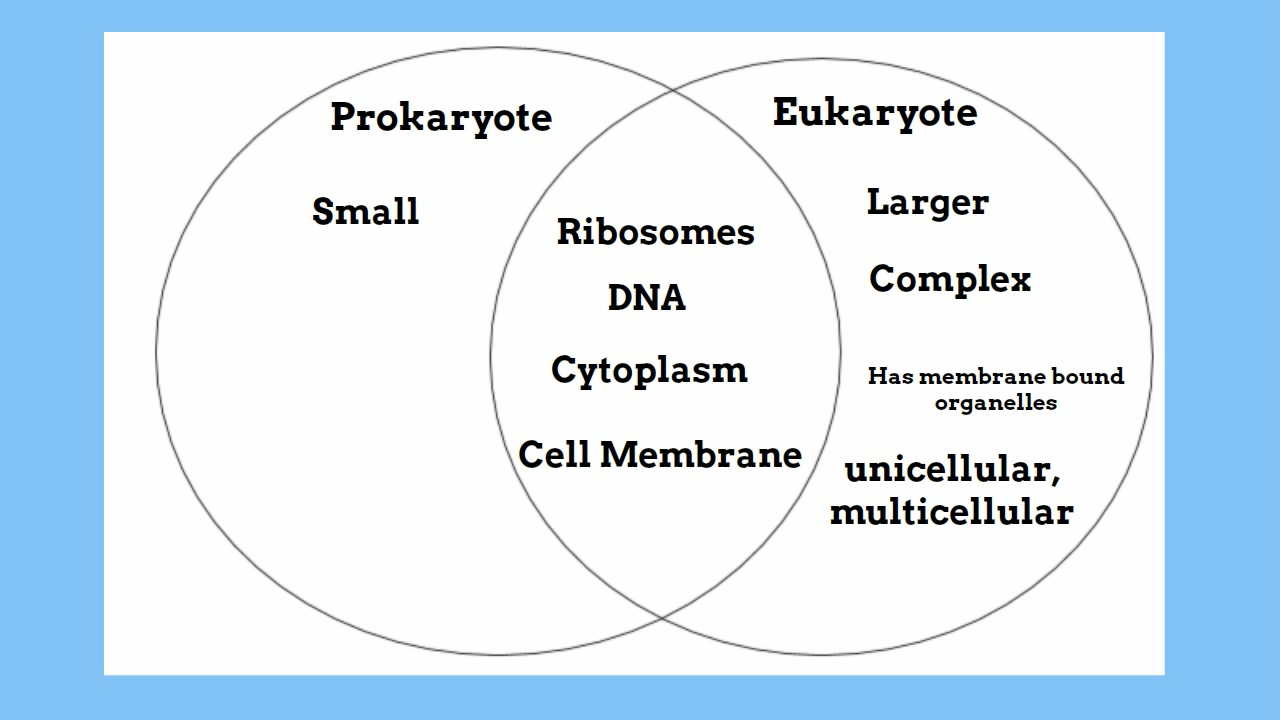 Prokaryote
Small
Ribosomes
DNA
Cytoplasm
Cell Membrane
Eukaryote
Larger
Complex
Has membrane bound
organelles
unicellular,
multicellular